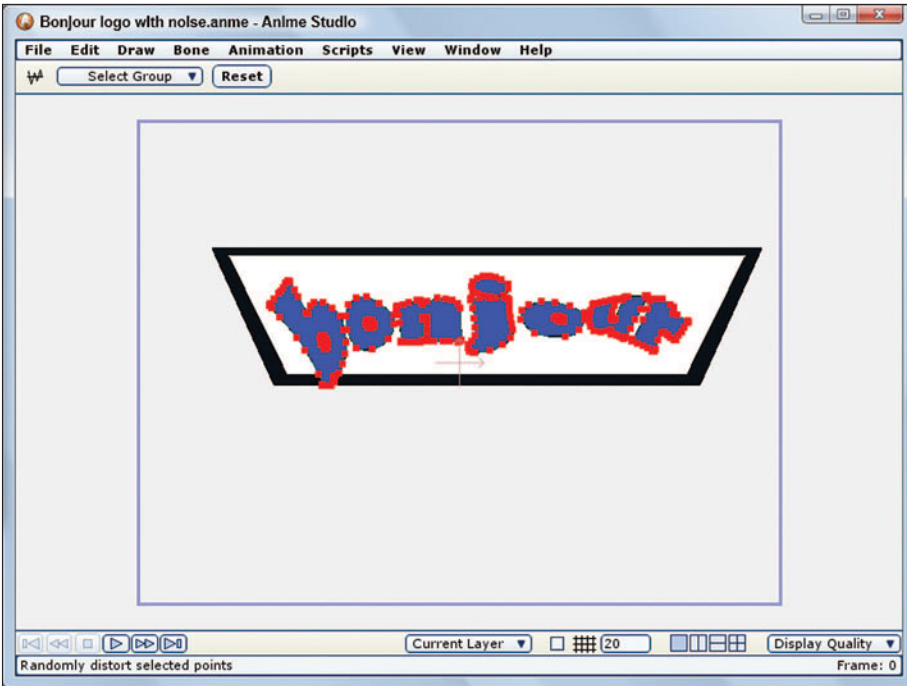 Bonjour logo with noise.anme - Anime Studio
File Edit Draw Bone Animation Scripts View Window Help
Select Group Reset
bonjour
Current Layer 20 Display Quality
Randomly distort selected points Frame: 0